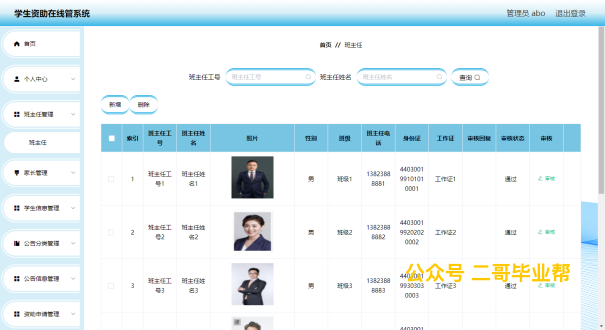 学生资助在线管系统
管理员 abo 退出登录
首页
个人中心
班主任管理
班主任
家长管理
学生信息管理
公告分类管理
公告信息管理
资助申请管理
首页 // 班主任
班主任工号 班主任工号 班主任姓名 班主任姓名 查询
新增 删除
索引 班主任工号 班主任姓名 照片 性别 班级 班主任电话 身份证 工作证 审核回复 审核状态 审核
1 班主任工号1 班主任姓名1 男 班级1 13823888881 440300199101010001 工作证1 通过 审核
2 班主任工号2 班主任姓名2 男 班级2 13823888882 440300199202020002 工作证2 通过 审核
3 班主任工号3 班主任姓名3 男 班级3 13823888883 440300199303030003 工作证3 通过 审核
4403001
公众号 二哥毕业帮